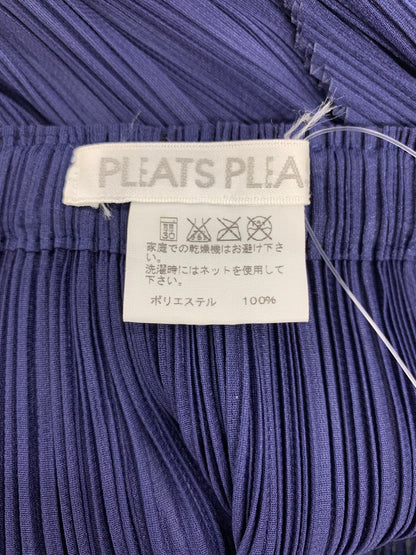 PLEATS PLEA
家庭での乾燥機はお避け下さ
い。
洗濯時にはネットを使用して
下さい。
ポリエステル 100%